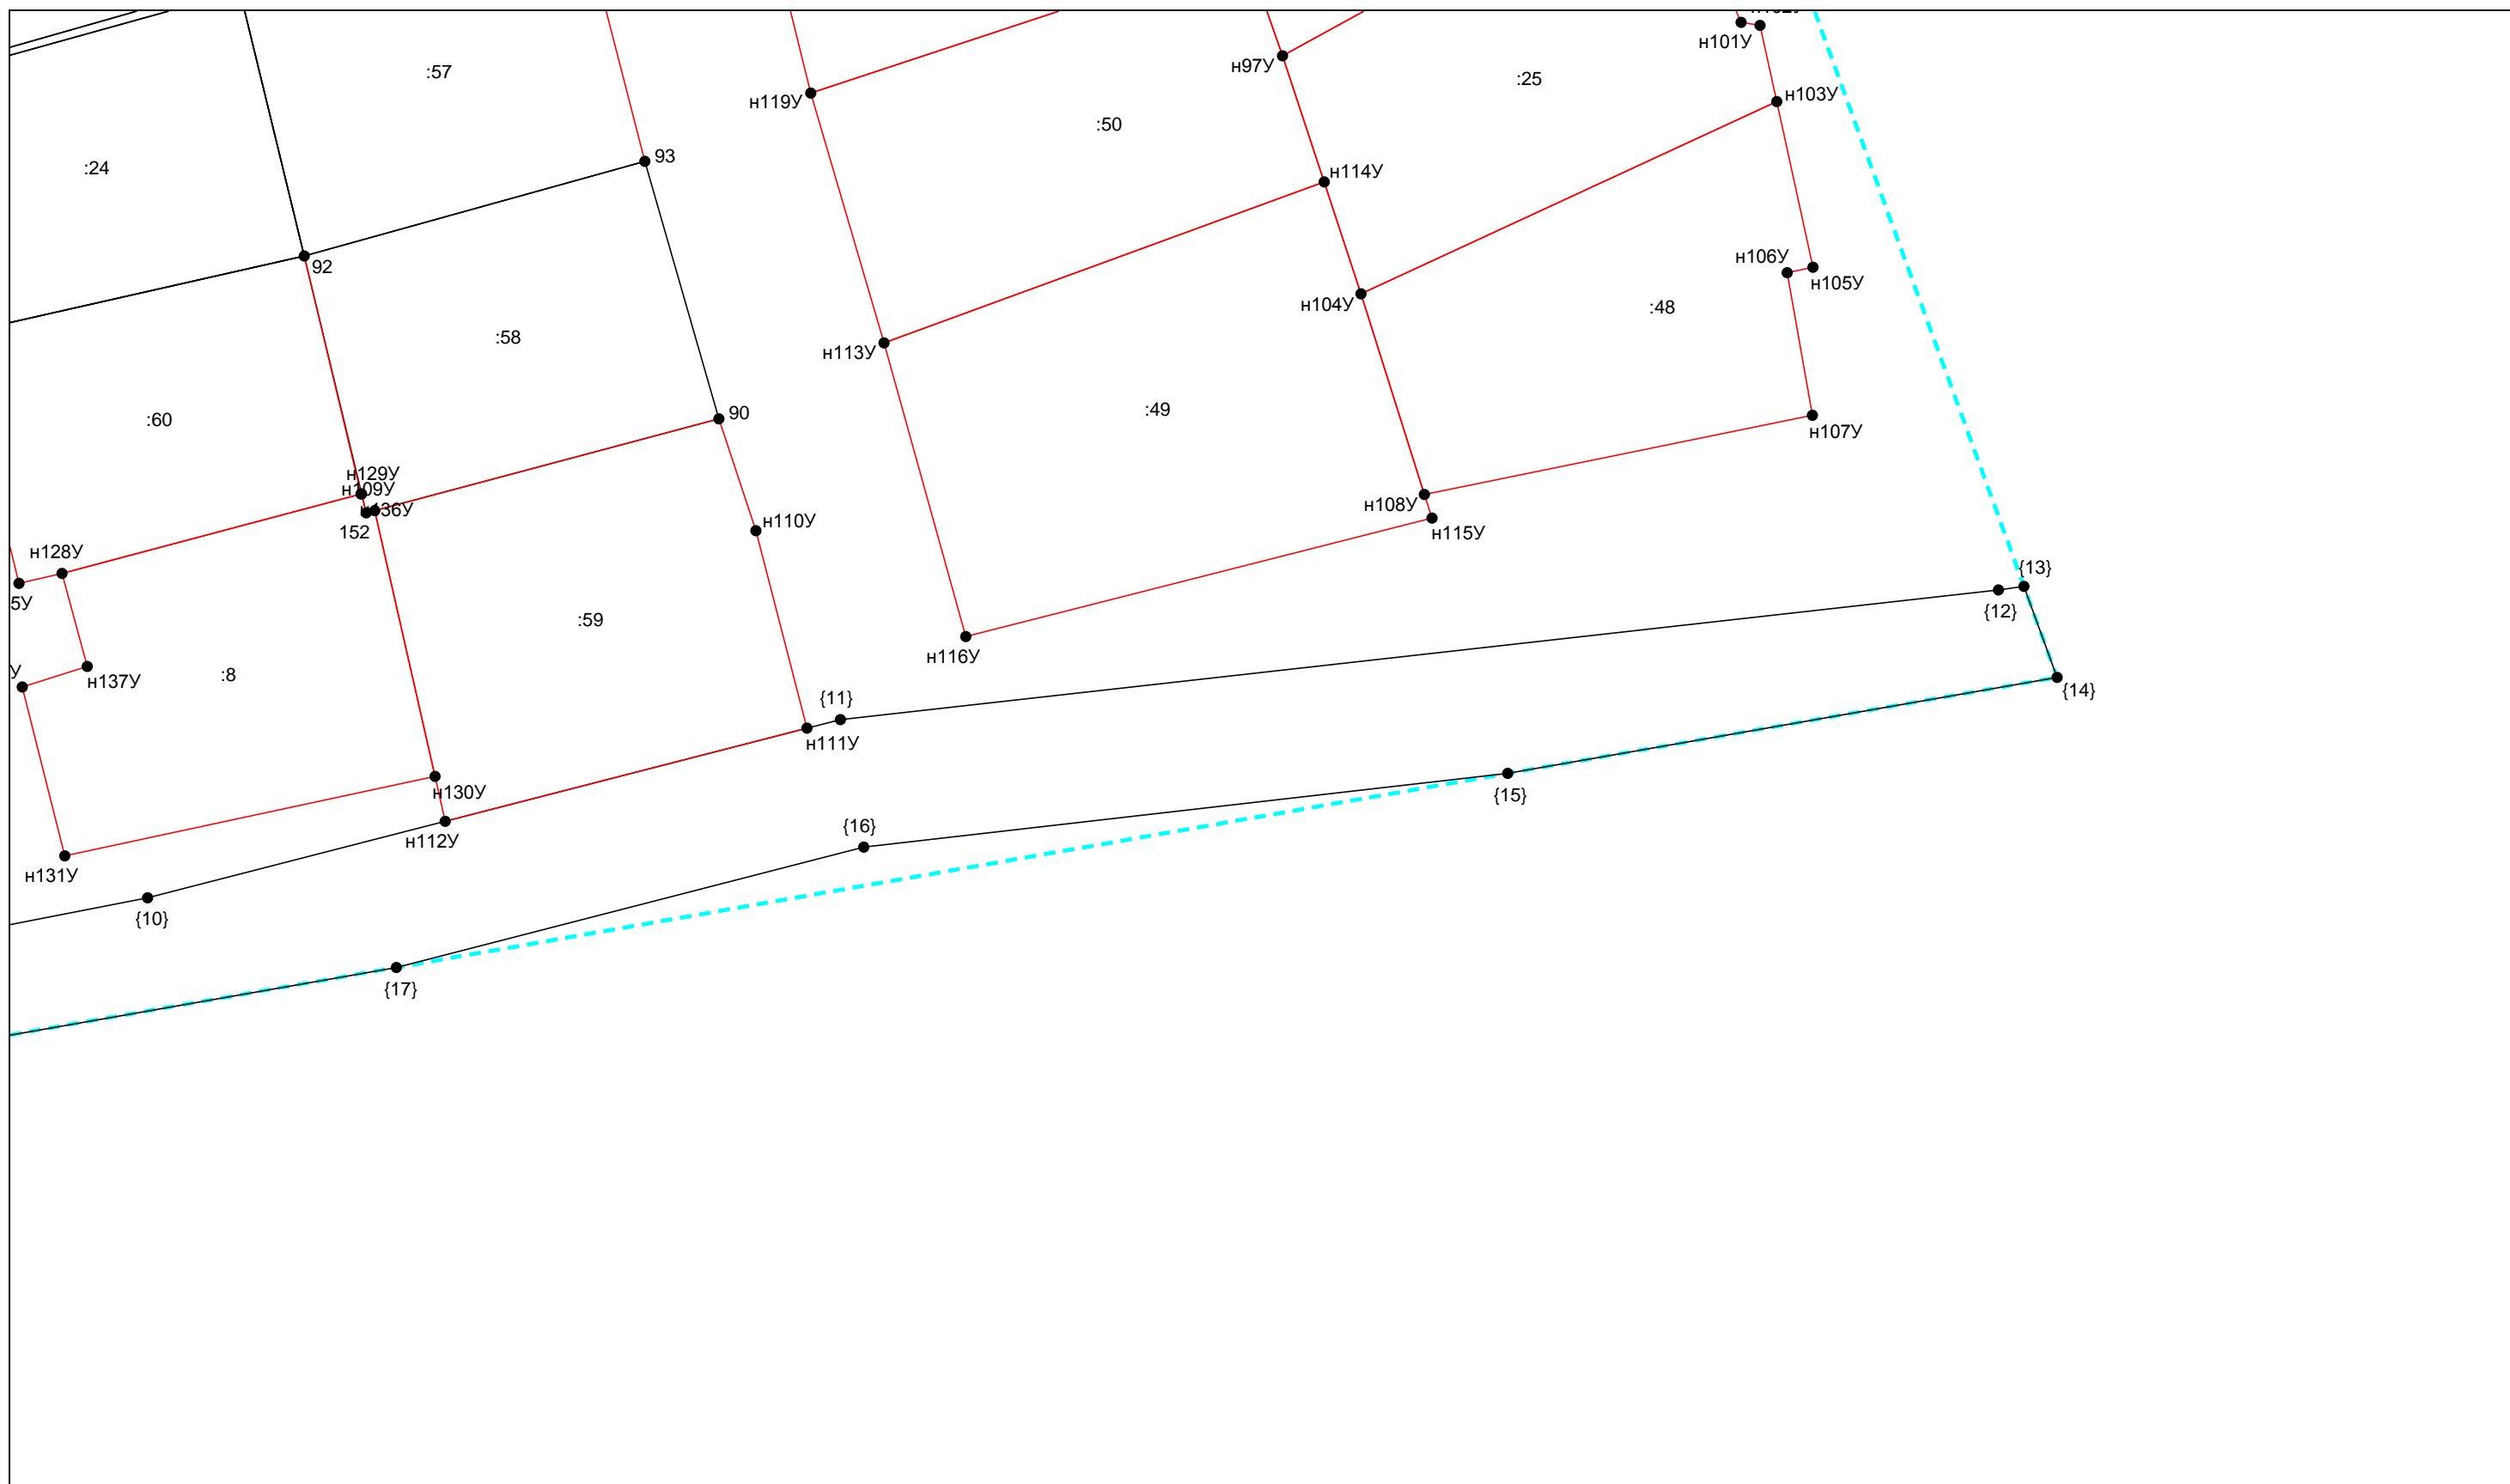 н101У
:57
н97У
:25
н103У
н119У
:50
93
:24
н114У
92
н106У
н105У
н104У
:48
:58
н113У
90
:49
:60
н107У
н129У
н109У
н136У
н108У
152
н110У
н115У
н128У
{13}
5У
{12}
:59
н116У
У
:8
н137У
{14}
{11}
н111У
н130У
{15}
{16}
н112У
н131У
{10}
{17}